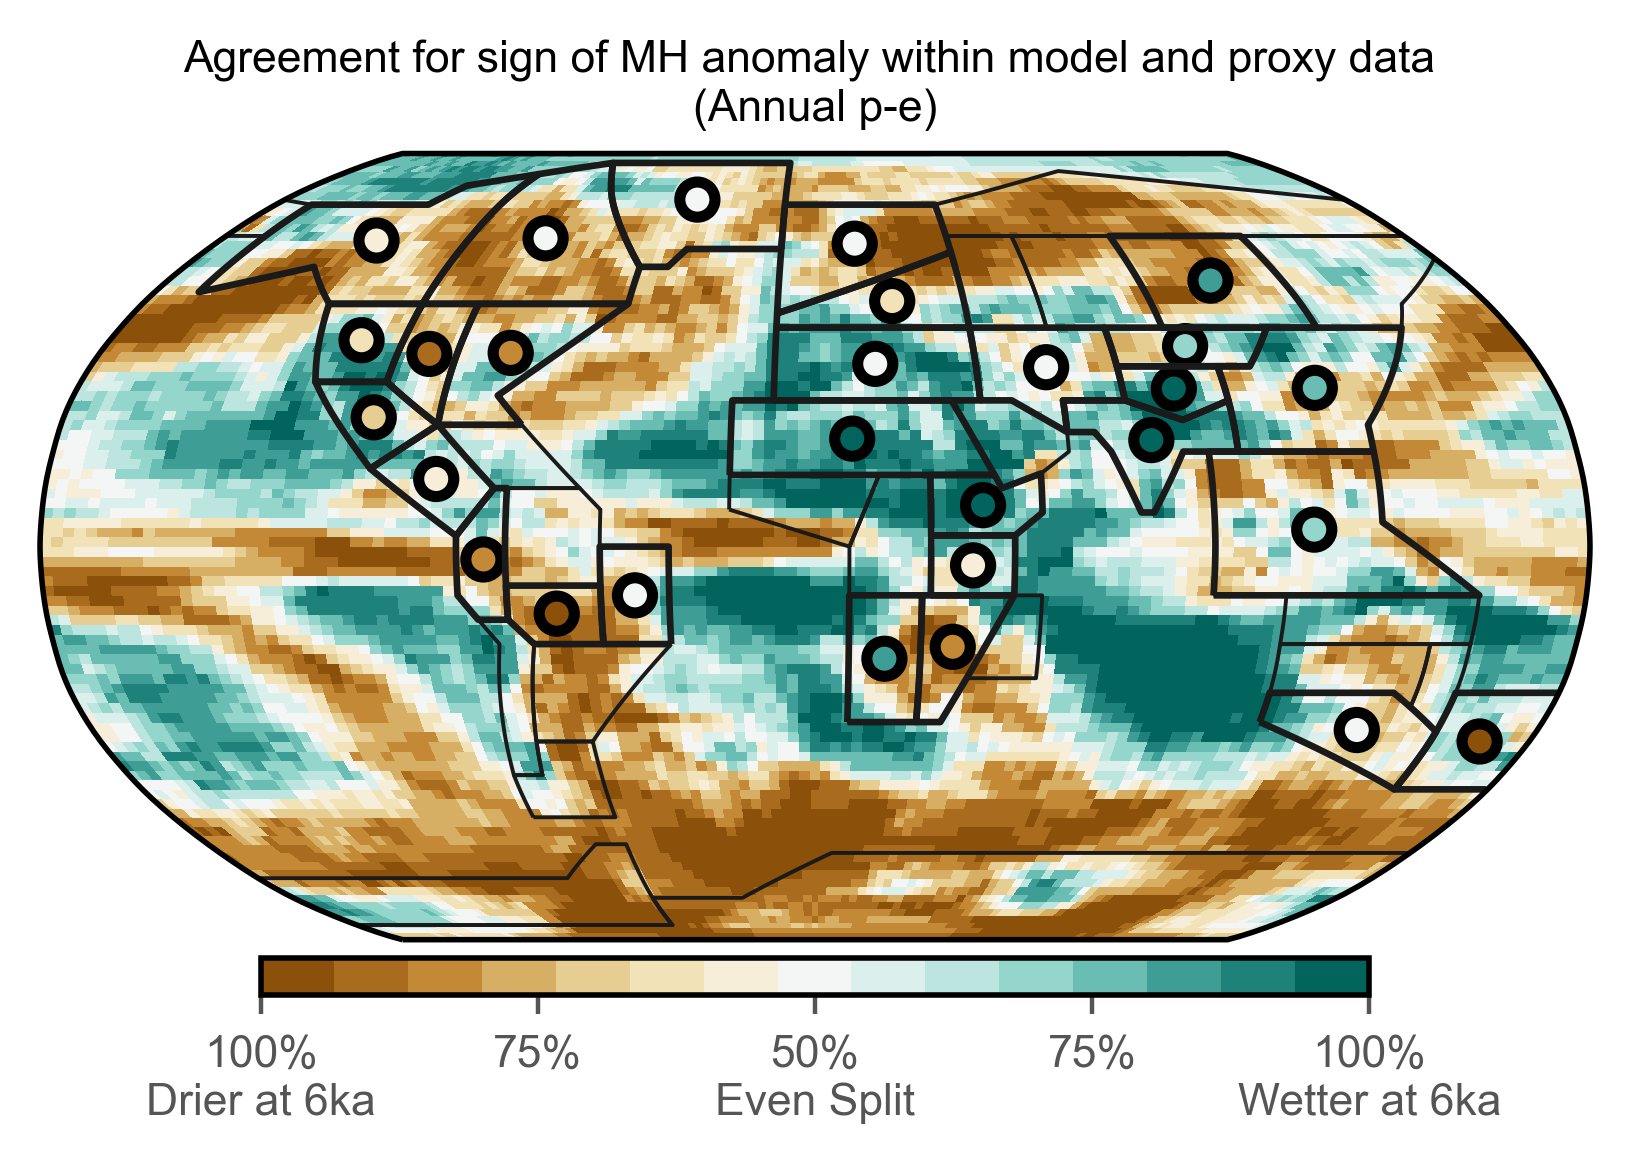 Agreement for sign of MH anomaly within model and proxy data
(Annual p-e)
100% 75% 50% 75% 100%
Drier at 6ka Even Split Wetter at 6ka